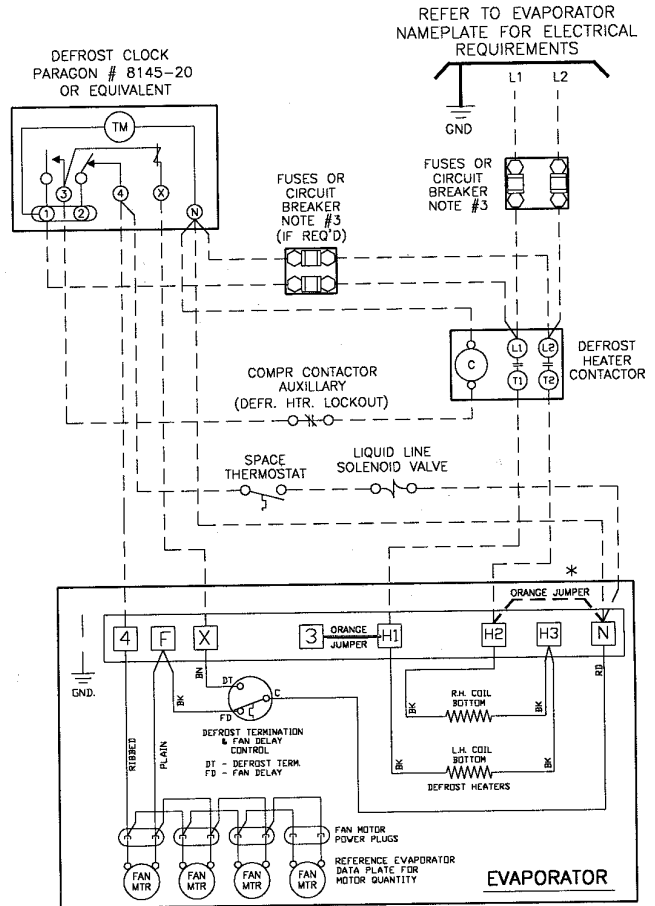 REFER TO EVAPORATOR
NAMEPLATE FOR ELECTRICAL
REQUIREMENTS
DEFROST CLOCK
PARAGON # 8145-20
OR EQUIVALENT
L1 L2
GND
TM
3 4 X
1 2 N
FUSES OR
CIRCUIT
BREAKER
NOTE #3
(IF REQ'D)
FUSES OR
CIRCUIT
BREAKER
NOTE #3
C
L1 L2
T1 T2
DEFROST
HEATER
CONTACTOR
COMPR CONTACTOR
AUXILLARY
(DEFR. HTR. LOCKOUT)
SPACE
THERMOSTAT
LIQUID LINE
SOLENOID VALVE
*
ORANGE JUMPER
4 F X 3 ORANGE JUMPER H1 H2 H3 N
GND.
RIBBED
PLAIN
BK
BN
DT
C
FD
DEFROST TERMINATION
& FAN DELAY
CONTROL
DT - DEFROST TERM.
FD - FAN DELAY
BK
BK
R.H. COIL
BOTTOM
BK
BK
L.H. COIL
BOTTOM
DEFROST HEATERS
RD
FAN MOTOR
POWER PLUGS
FAN
MTR
FAN
MTR
FAN
MTR
FAN
MTR
REFERENCE EVAPORATOR
DATA PLATE FOR
MOTOR QUANTITY
EVAPORATOR